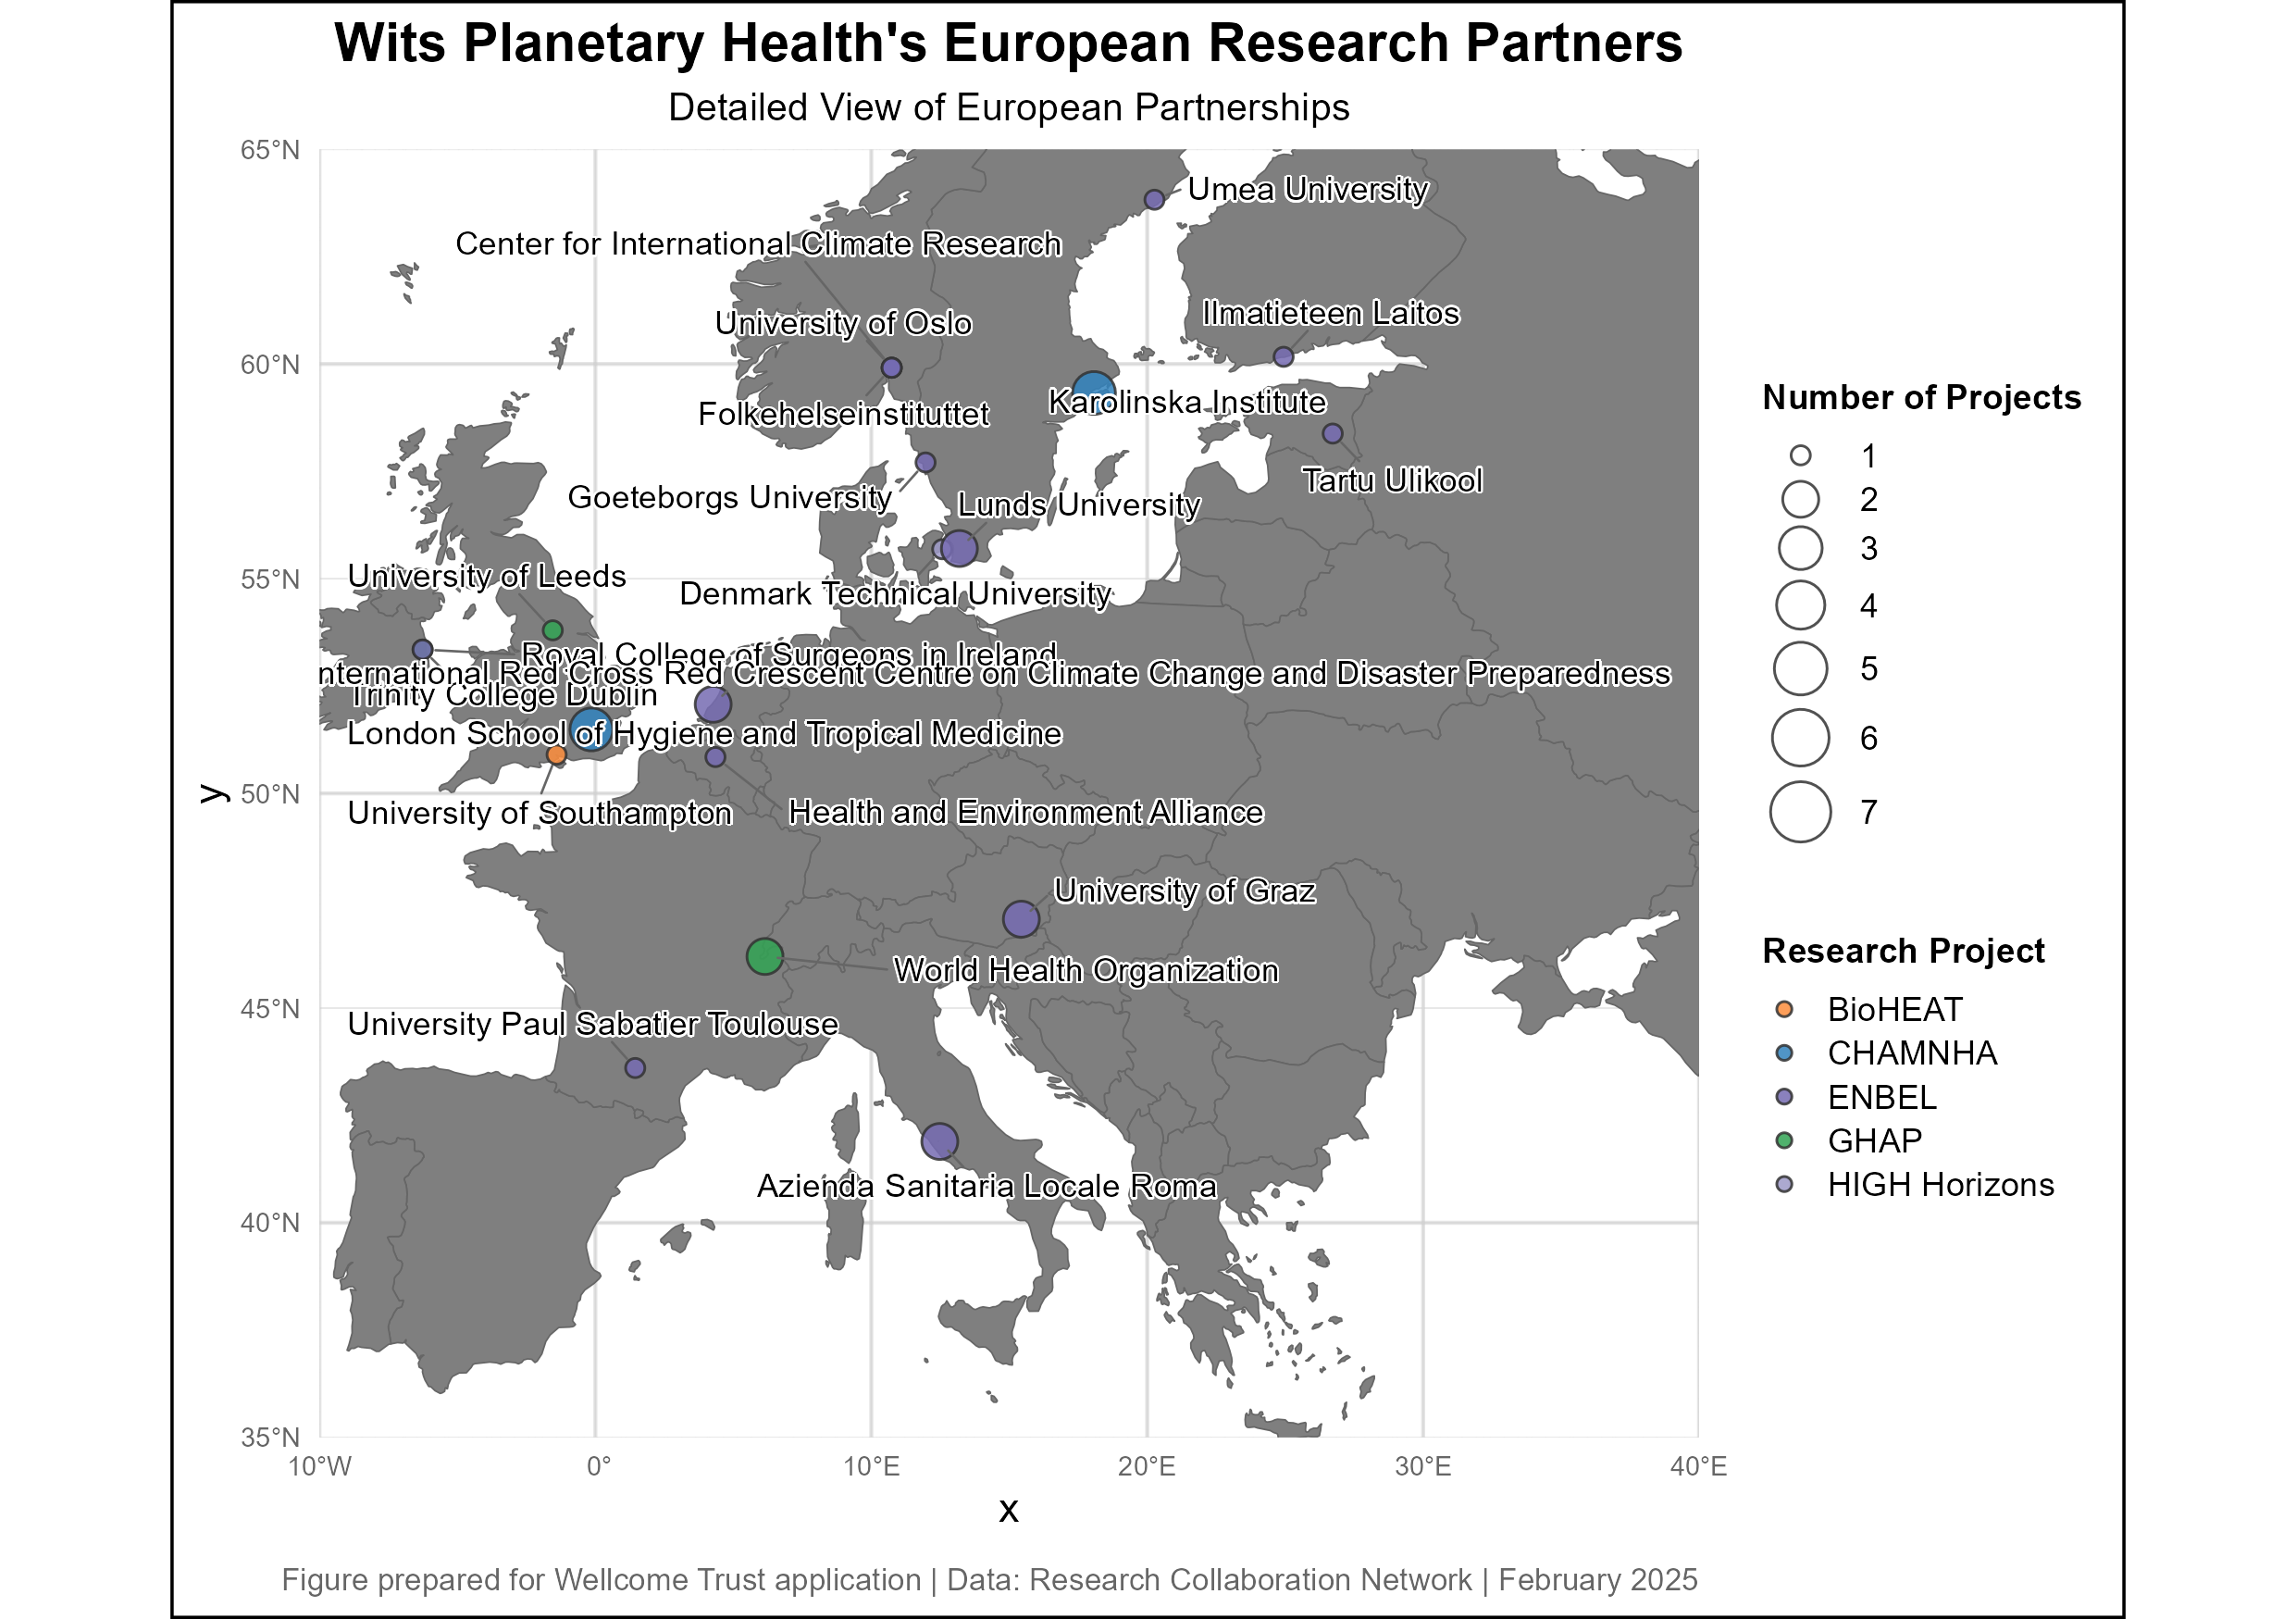 Wits Planetary Health's European Research Partners
Detailed View of European Partnerships
65°N
60°N
55°N
50°N
45°N
40°N
35°N
y
10°W
0°
10°E
20°E
30°E
40°E
x
Umea University
Center for International Climate Research
Ilmatieteen Laitos
University of Oslo
Karolinska Institute
Folkehelseinstituttet
Tartu Ulikool
Goeteborgs University
Lunds University
University of Leeds
Denmark Technical University
Royal College of Surgeons in Ireland
nternational Red Cross Red Crescent Centre on Climate Change and Disaster Preparedness
Trinity College Dublin
London School of Hygiene and Tropical Medicine
University of Southampton
Health and Environment Alliance
University of Graz
World Health Organization
University Paul Sabatier Toulouse
Azienda Sanitaria Locale Roma
Number of Projects
1
2
3
4
5
6
7
Research Project
BioHEAT
CHAMNHA
ENBEL
GHAP
HIGH Horizons
Figure prepared for Wellcome Trust application | Data: Research Collaboration Network | February 2025